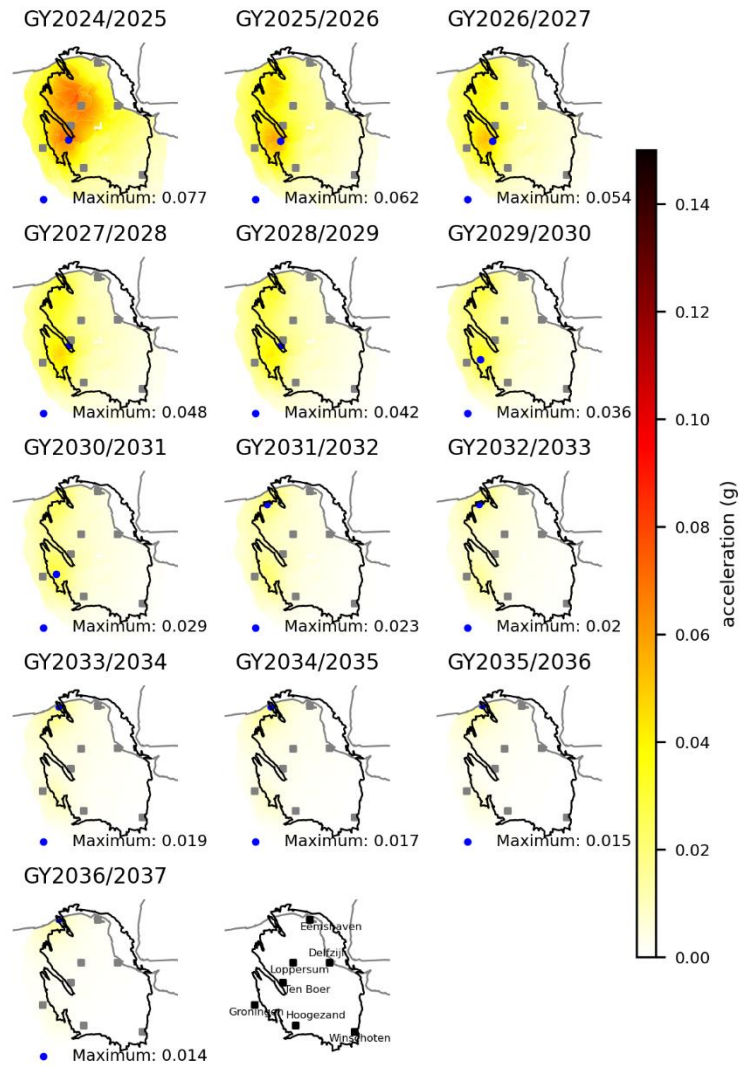 GY2024/2025 GY2025/2026 GY2026/2027
Maximum: 0.077 Maximum: 0.062 Maximum: 0.054
GY2027/2028 GY2028/2029 GY2029/2030
Maximum: 0.048 Maximum: 0.042 Maximum: 0.036
GY2030/2031 GY2031/2032 GY2032/2033
Maximum: 0.029 Maximum: 0.023 Maximum: 0.02
GY2033/2034 GY2034/2035 GY2035/2036
Maximum: 0.019 Maximum: 0.017 Maximum: 0.015
GY2036/2037
Maximum: 0.014
Eemshaven
Delfzijl
Loppersum
Ten Boer
Groningen
Hoogezand
Winschoten
0.14
0.12
0.10
0.08
0.06
0.04
0.02
0.00
acceleration (g)